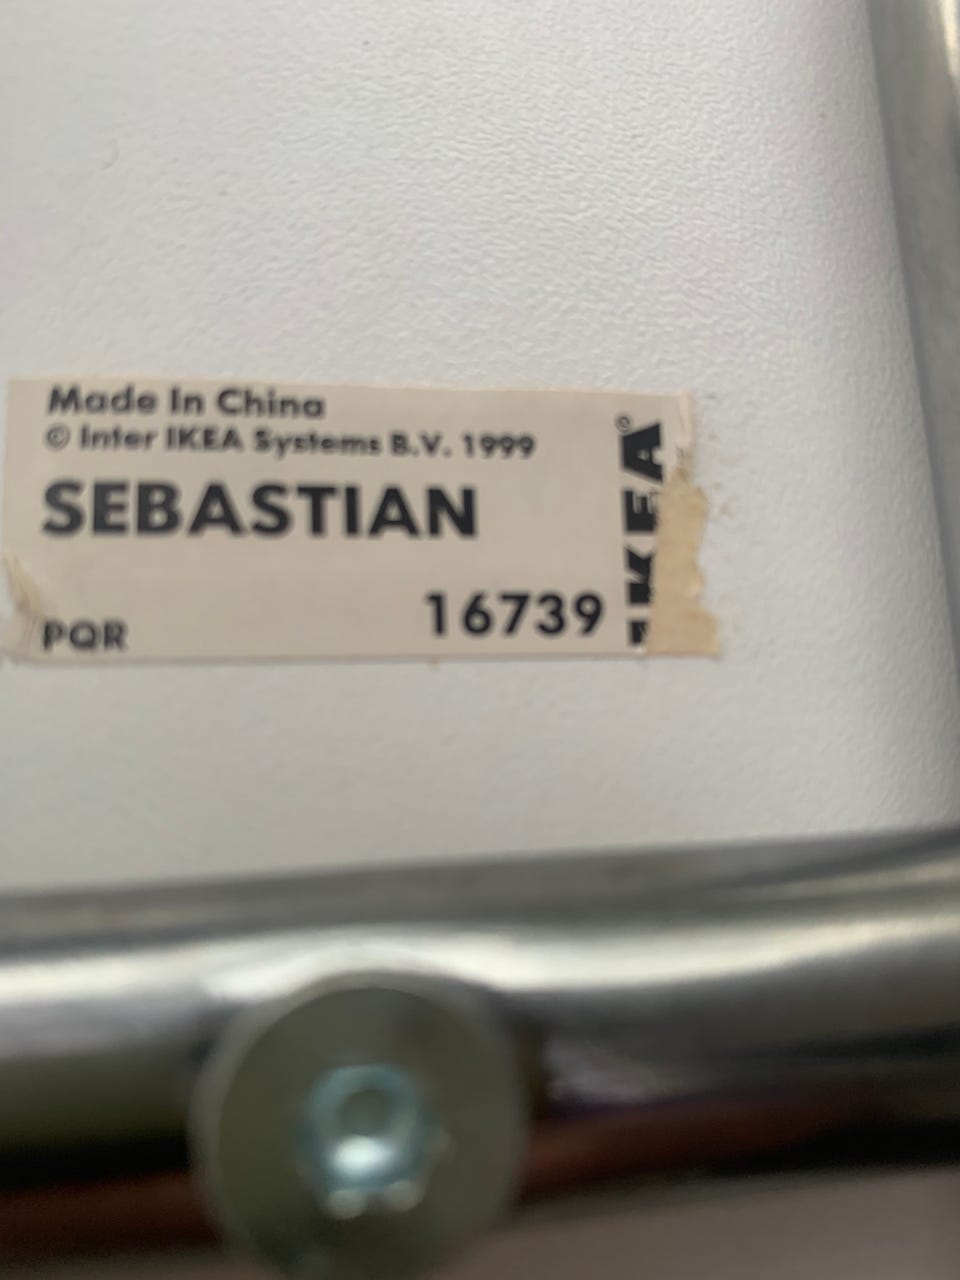 Made In China
© Inter IKEA Systems B.V. 1999
SEBASTIAN
PQR
16739
IKEA®